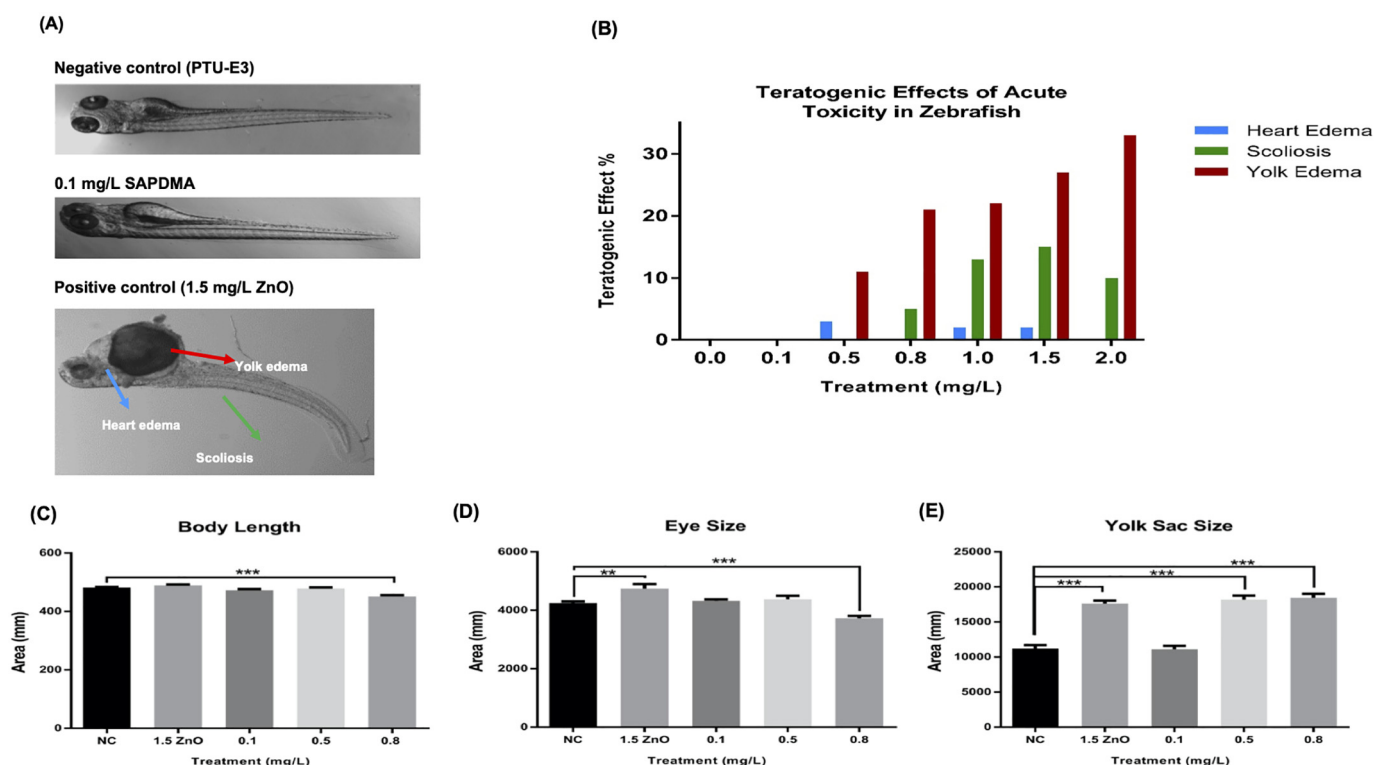 (A)
Negative control (PTU-E3)
0.1 mg/L SAPDMA
Positive control (1.5 mg/L ZnO)
Yolk edema
Heart edema
Scoliosis
(B)
Teratogenic Effects of Acute
Toxicity in Zebrafish
Heart Edema
Scoliosis
Yolk Edema
Teratogenic Effect %
30
20
10
0
0.0 0.1 0.5 0.8 1.0 1.5 2.0
Treatment (mg/L)
(C)
Body Length
***
Area (mm)
600
400
200
0
NC 1.5 ZnO 0.1 0.5 0.8
Treatment (mg/L)
(D)
Eye Size
***
**
Area (mm)
6000
4000
2000
0
NC 1.5 ZnO 0.1 0.5 0.8
Treatment (mg/L)
(E)
Yolk Sac Size
***
***
***
Area (mm)
25000
20000
15000
10000
5000
0
NC 1.5 ZnO 0.1 0.5 0.8
Treatment (mg/L)